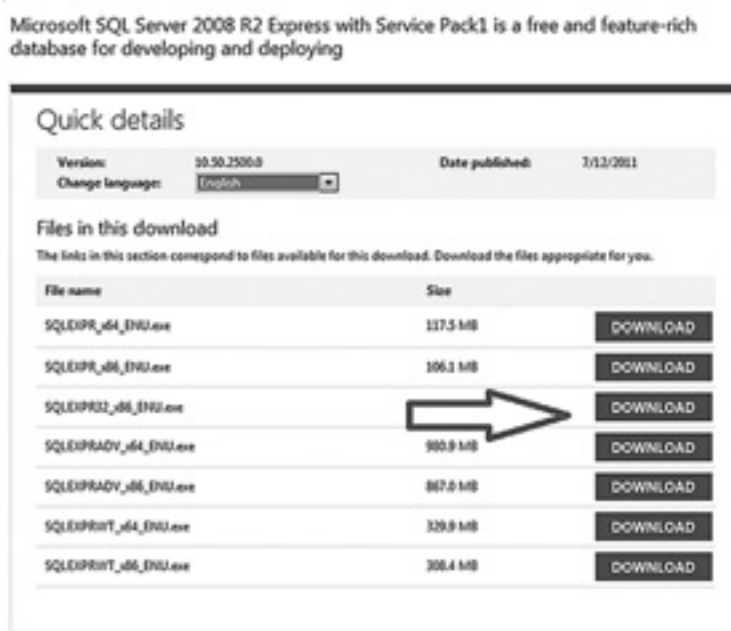 Microsoft SQL Server 2008 R2 Express with Service Pack1 is a free and feature-rich
database for developing and deploying
Quick details
Version: 10.50.2500.0 Date published: 7/12/2011
Change language: English
Files in this download
The links in this section correspond to files available for this download. Download the files appropriate for you.
File name Size
SQLEXPR_x64_ENU.exe 117.5 MB DOWNLOAD
SQLEXPR_x86_ENU.exe 106.1 MB DOWNLOAD
SQLEXPR32_x86_ENU.exe DOWNLOAD
SQLEXPRADV_x64_ENU.exe 980.9 MB DOWNLOAD
SQLEXPRADV_x86_ENU.exe 867.0 MB DOWNLOAD
SQLEXPRWT_x64_ENU.exe 329.9 MB DOWNLOAD
SQLEXPRWT_x86_ENU.exe 308.4 MB DOWNLOAD